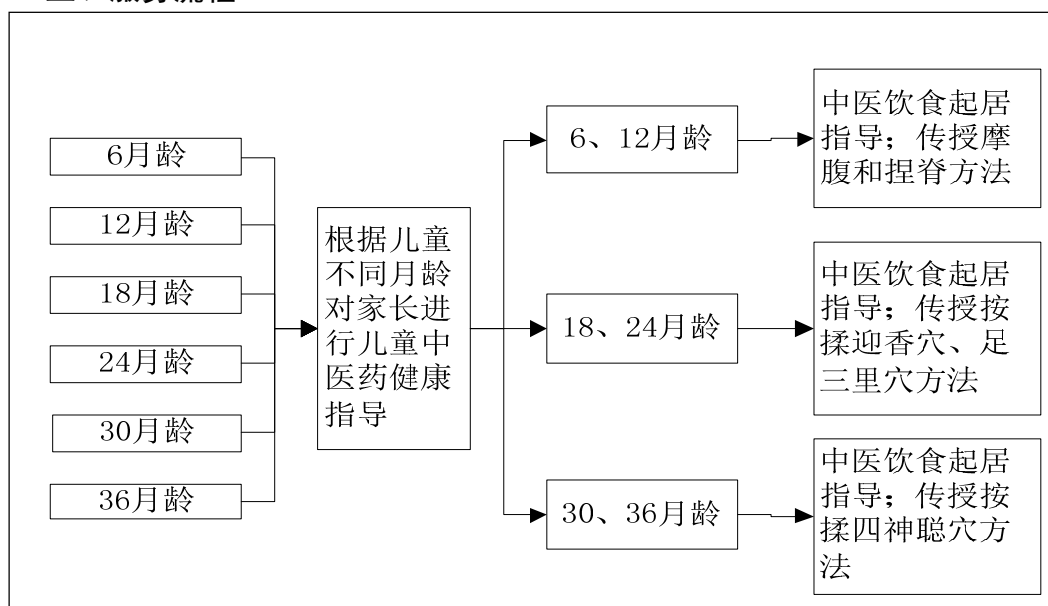 6月龄
12月龄
18月龄
24月龄
30月龄
36月龄
根据儿童
不同月龄
对家长进
行儿童中
医药健康
指导
6、12月龄
18、24月龄
30、36月龄
中医饮食起居
指导；传授摩
腹和捏脊方法
中医饮食起居
指导；传授按
揉迎香穴、足
三里穴方法
中医饮食起居
指导；传授按
揉四神聪穴方
法